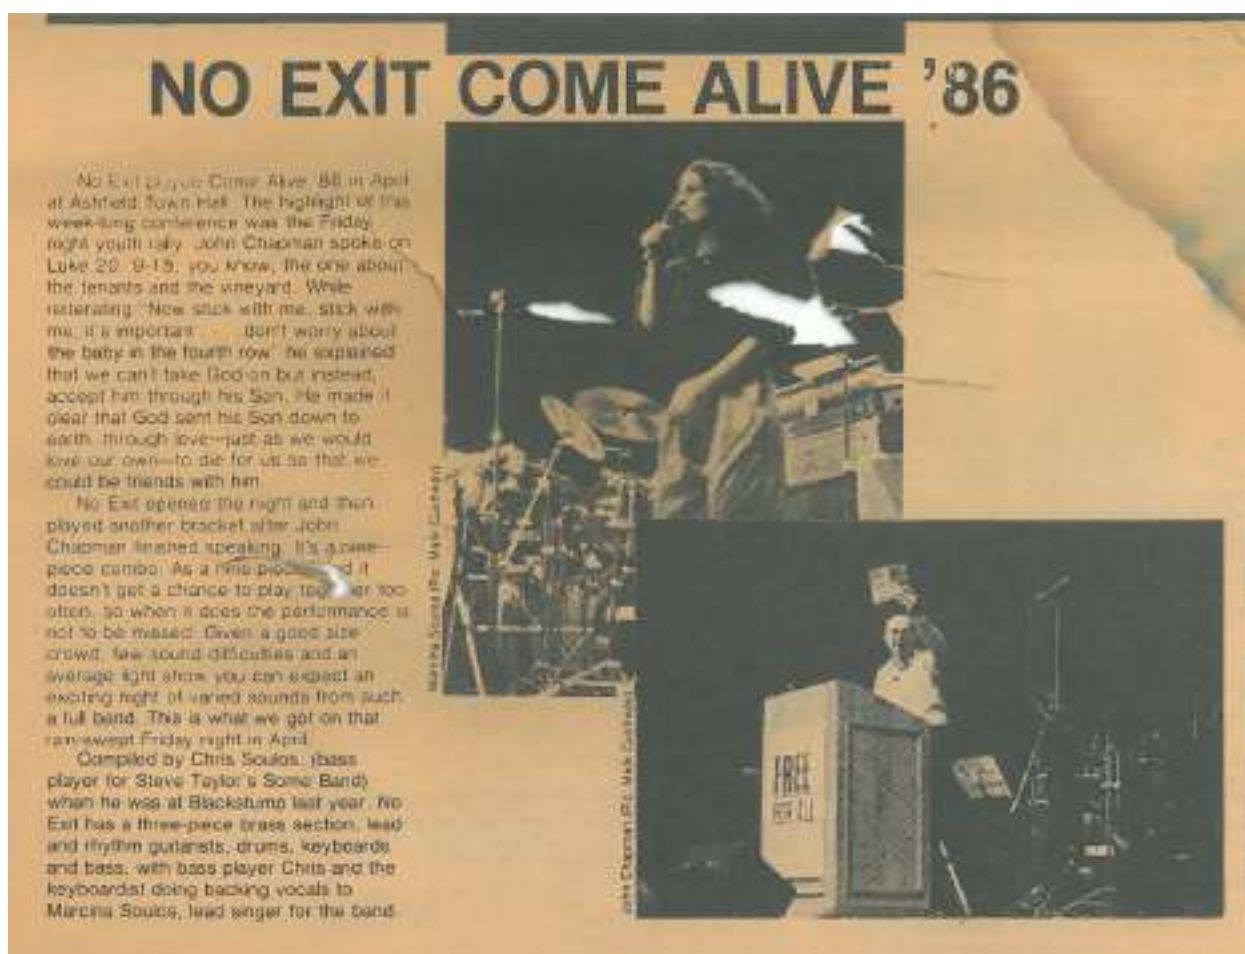 NO EXIT COME ALIVE '86
No Exit played Come Alive '86 in April
at Ashfield Town Hall. The highlight of this
week-long conference was the Friday
night youth rally. John Chapman spoke on
Luke 20: 9-18, you know, the one about
the tenants and the vineyard. While
reiterating "Now stick with me, stick with
me, it's important don't worry about
the baby in the fourth row" he explained
that we can't take God on but instead,
accept him through his Son. He made it
clear that God sent his Son down to
earth, through love—just as we would
love our own—to die for us so that we
could be friends with him.
No Exit opened the night and then
played another bracket after John
Chapman finished speaking. It's a nine-
piece combo. As a nine-piece it
doesn't get a chance to play together too
often, so when it does the performance is
not to be missed. Given a good size
crowd, few sound difficulties and an
average light show you can expect an
exciting night of varied sounds from such
a full band. This is what we got on that
rain-swept Friday night in April.
Compiled by Chris Soulos, (bass
player for Steve Taylor's Some Band)
when he was at Blackstump last year. No
Exit has a three-piece brass section, lead
and rhythm guitarists, drums, keyboards
and bass, with bass player Chris and the
keyboardist doing backing vocals to
Marcina Soulos, lead singer for the band.
(Pic: Malc
John Chapman (Pic: Malc
FREE
FOR ALL